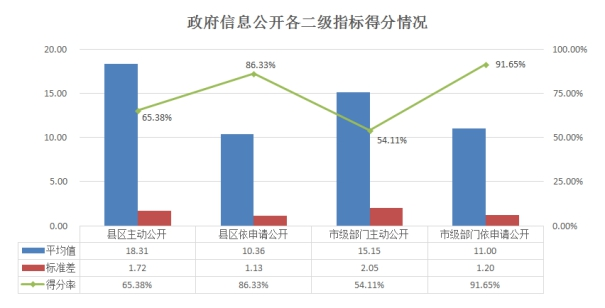 政府信息公开各二级指标得分情况
20.00 100.00%
15.00 75.00%
10.00 50.00%
5.00 25.00%
0.00 0.00%
65.38%
86.33%
54.11%
91.65%
县区主动公开 县区依申请公开 市级部门主动公开 市级部门依申请公开
平均值 18.31 10.36 15.15 11.00
标准差 1.72 1.13 2.05 1.20
得分率 65.38% 86.33% 54.11% 91.65%